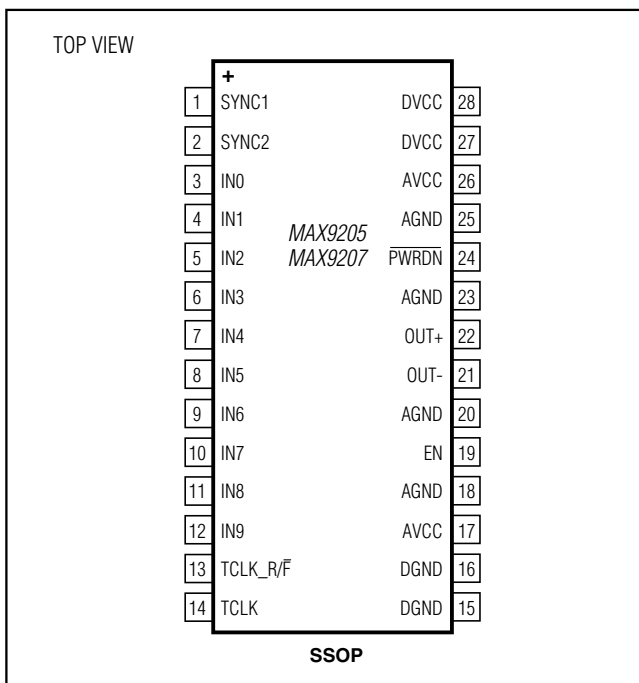 TOP VIEW
+
1 SYNC1 DVCC 28
2 SYNC2 DVCC 27
3 IN0 AVCC 26
4 IN1 AGND 25
MAX9205
5 IN2 MAX9207 P̅W̅R̅D̅N̅ 24
6 IN3 AGND 23
7 IN4 OUT+ 22
8 IN5 OUT- 21
9 IN6 AGND 20
10 IN7 EN 19
11 IN8 AGND 18
12 IN9 AVCC 17
13 TCLK_R/F̅ DGND 16
14 TCLK DGND 15
SSOP